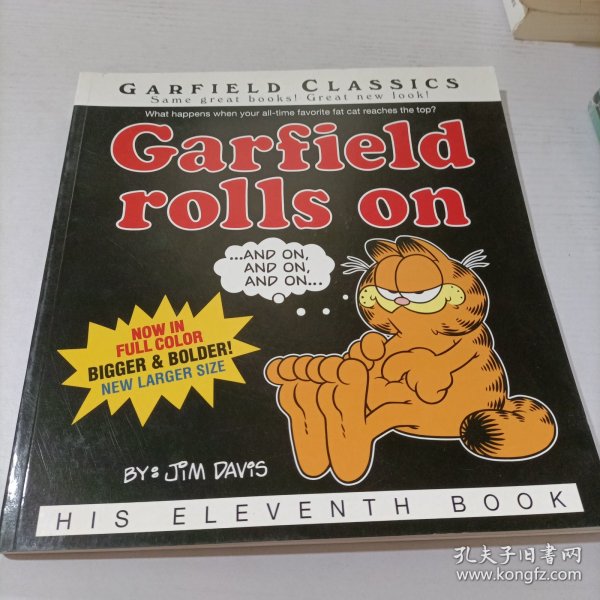 GARFIELD CLASSICS
Same great books! Great new look!
What happens when your all-time favorite fat cat reaches the top?
Garfield
rolls on
...AND ON,
AND ON,
AND ON...
NOW IN
FULL COLOR
BIGGER & BOLDER!
NEW LARGER SIZE
BY: JIM DAVIS
HIS ELEVENTH BOOK
孔夫子旧书网
www.kongfz.com